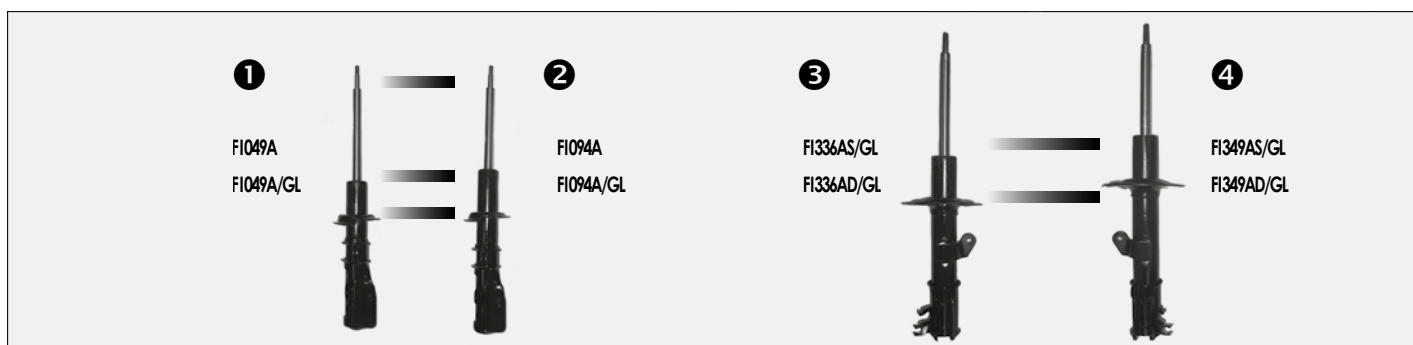 ❶
FI049A
FI049A/GL
❷
FI094A
FI094A/GL
❸
FI336AS/GL
FI336AD/GL
❹
FI349AS/GL
FI349AD/GL